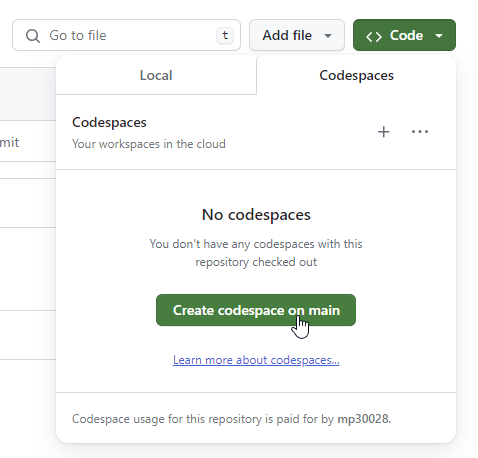 Go to file
t
Add file
<> Code
Local
Codespaces
mit
Codespaces
Your workspaces in the cloud
No codespaces
You don't have any codespaces with this
repository checked out
Create codespace on main
Learn more about codespaces...
Codespace usage for this repository is paid for by mp30028.